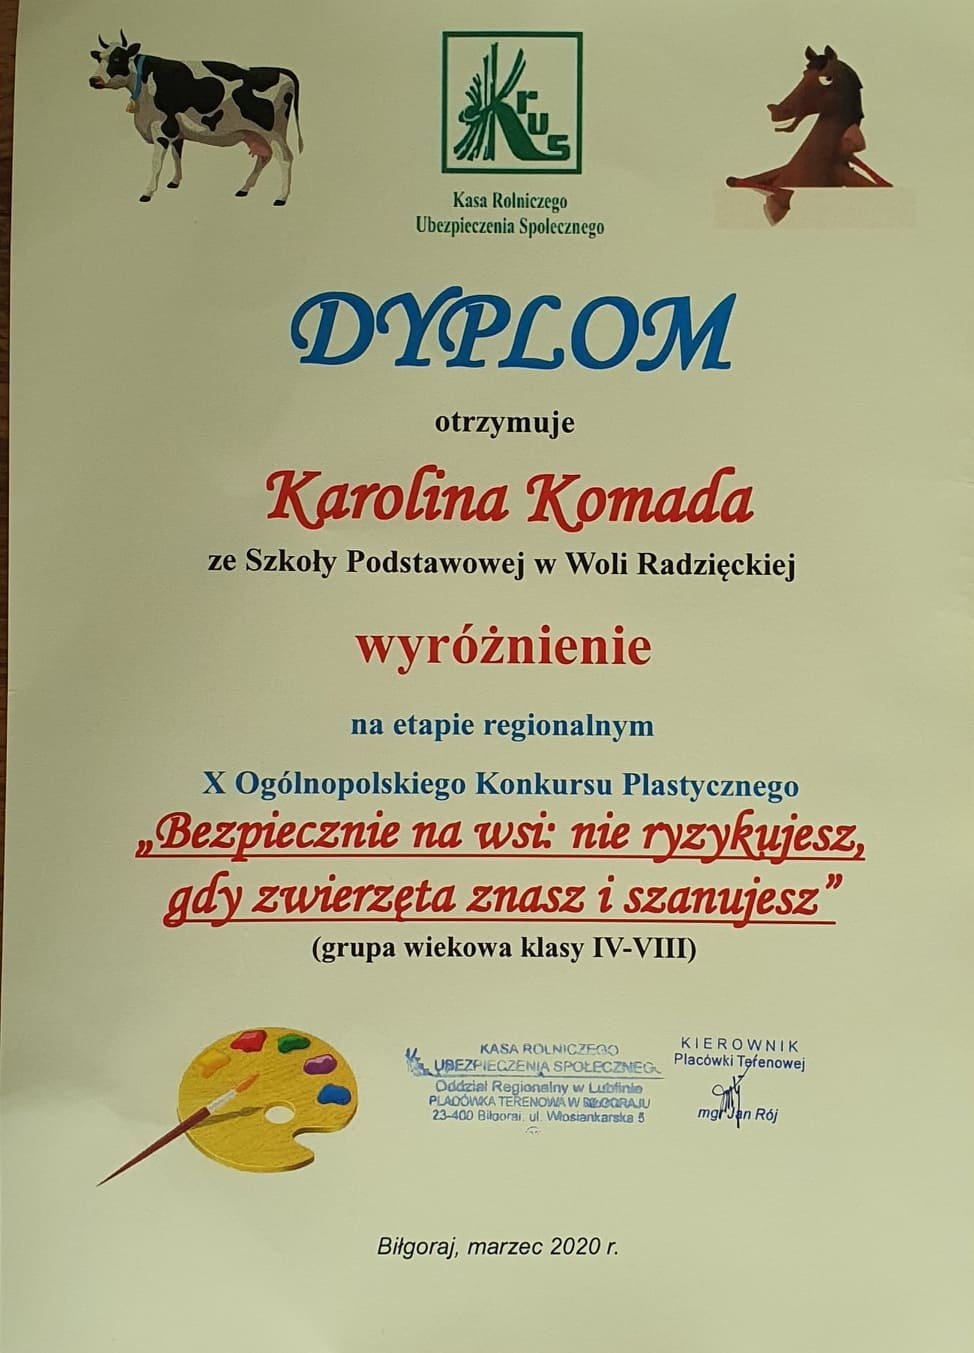 Krus
Kasa Rolniczego
Ubezpieczenia Społecznego
DYPLOM
otrzymuje
Karolina Komada
ze Szkoły Podstawowej w Woli Radzięckiej
wyróżnienie
na etapie regionalnym
X Ogólnopolskiego Konkursu Plastycznego
„Bezpiecznie na wsi: nie ryzykujesz,
gdy zwierzęta znasz i szanujesz”
(grupa wiekowa klasy IV-VIII)
KASA ROLNICZEGO
UBEZPIECZENIA SPOŁECZNEGO
Oddział Regionalny w Lublinie
PLACÓWKA TERENOWA W BIŁGORAJU
23-400 Biłgoraj, ul. Włosiankarska 5
KIEROWNIK
Placówki Terenowej
mgr Jan Rój
Biłgoraj, marzec 2020 r.